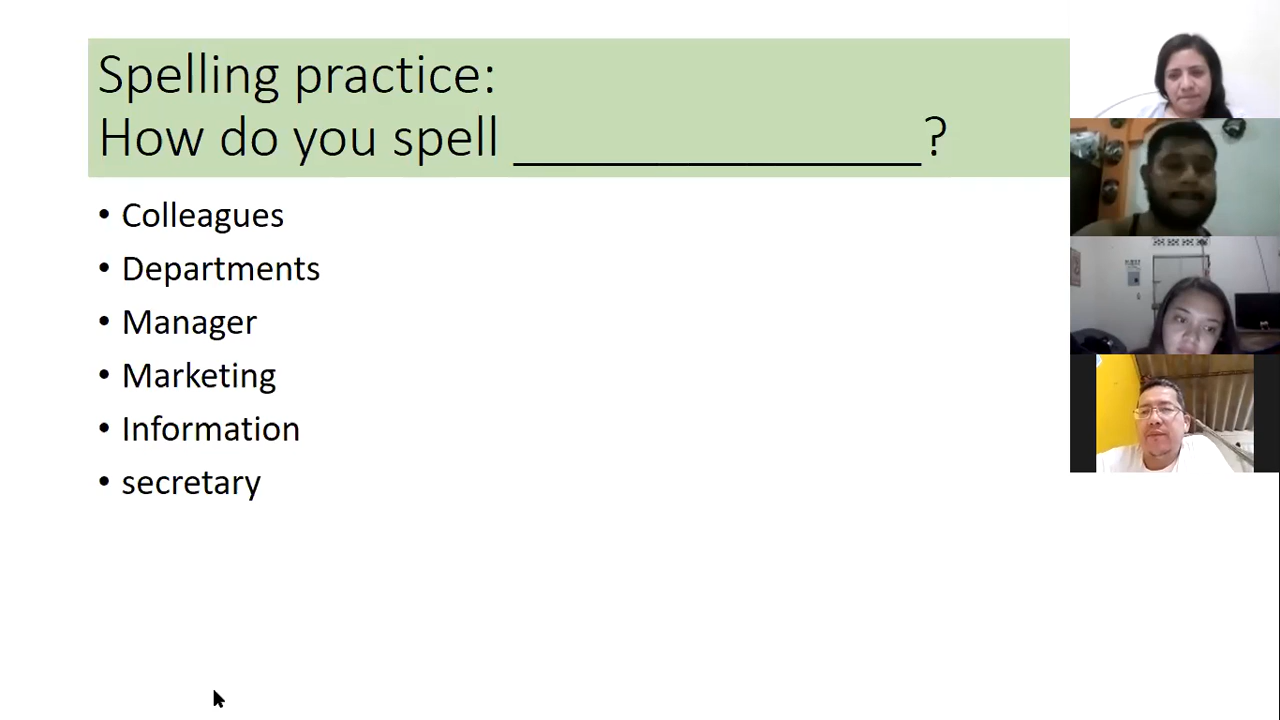 Spelling practice:
How do you spell ________________?
• Colleagues
• Departments
• Manager
• Marketing
• Information
• secretary